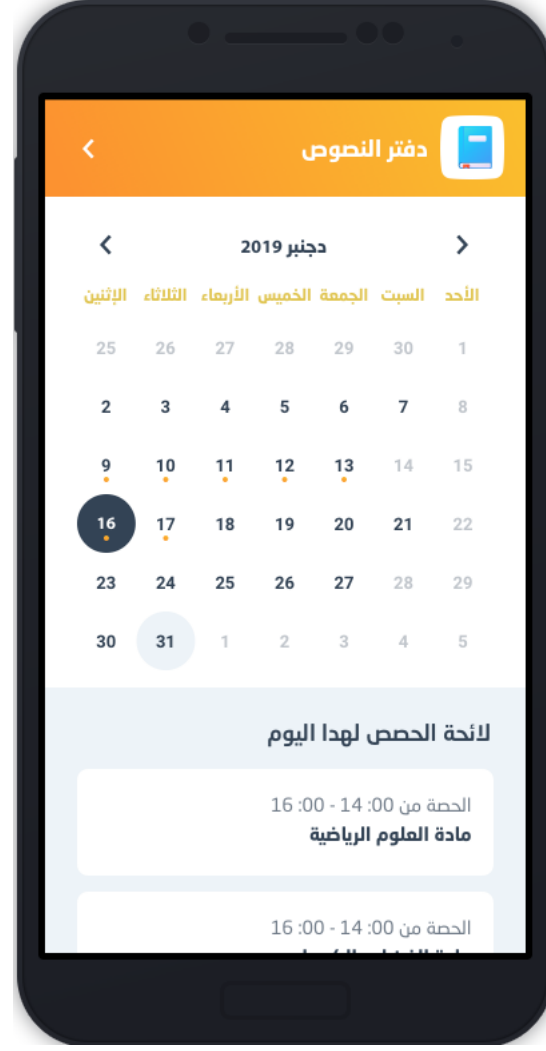 دفتر النصوص
دجنبر 2019
الإثنين الثلاثاء الأربعاء الخميس الجمعة السبت الأحد
25 26 27 28 29 30 1
2 3 4 5 6 7 8
9 10 11 12 13 14 15
16 17 18 19 20 21 22
23 24 25 26 27 28 29
30 31 1 2 3 4 5
لائحة الحصص لهدا اليوم
الحصة من 00: 14 - 00: 16
مادة العلوم الرياضية
الحصة من 00: 14 - 00: 16